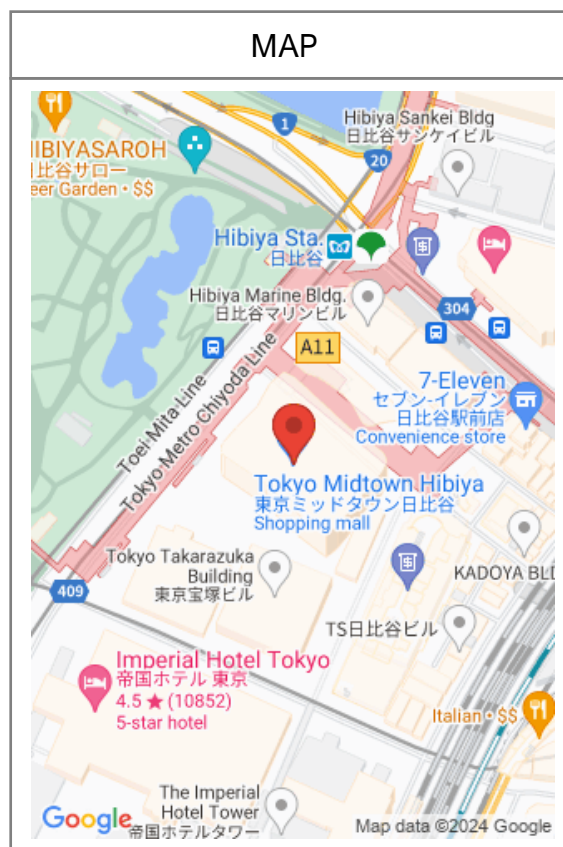 MAP
HIBIYASAROH
日比谷サロー
Beer Garden • $$
1
20
Hibiya Sankei Bldg
日比谷サンケイビル
Hibiya Sta.
日比谷
Hibiya Marine Bldg.
日比谷マリンビル
304
A11
7-Eleven
セブン-イレブン
日比谷駅前店
Convenience store
Toei Mita Line
Tokyo Metro Chiyoda Line
Tokyo Midtown Hibiya
東京ミッドタウン日比谷
Shopping mall
Tokyo Takarazuka
Building
東京宝塚ビル
409
KADOYA BLD
TS日比谷ビル
Imperial Hotel Tokyo
帝国ホテル 東京
4.5 ★ (10852)
5-star hotel
Italian • $$
The Imperial
Hotel Tower
帝国ホテルタワー
Google
Map data ©2024 Google